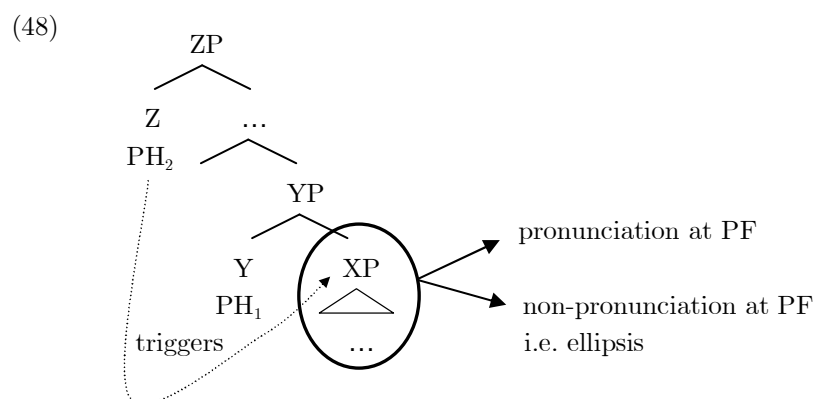 (48)
ZP
Z ...
PH₂
YP
pronunciation at PF
Y XP
PH₁ non-pronunciation at PF
triggers ... i.e. ellipsis